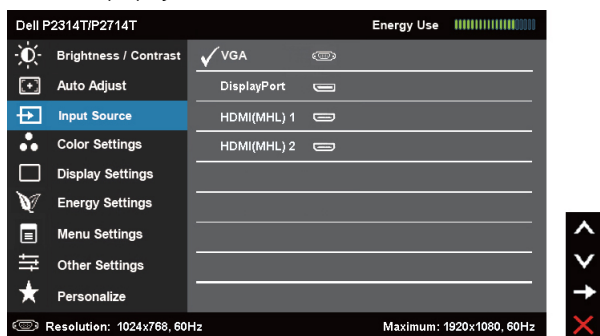 Dell P2314T/P2714T Energy Use
Brightness / Contrast VGA
Auto Adjust DisplayPort
Input Source HDMI(MHL) 1
Color Settings HDMI(MHL) 2
Display Settings
Energy Settings
Menu Settings
Other Settings
Personalize
Resolution: 1024x768, 60Hz Maximum: 1920x1080, 60Hz